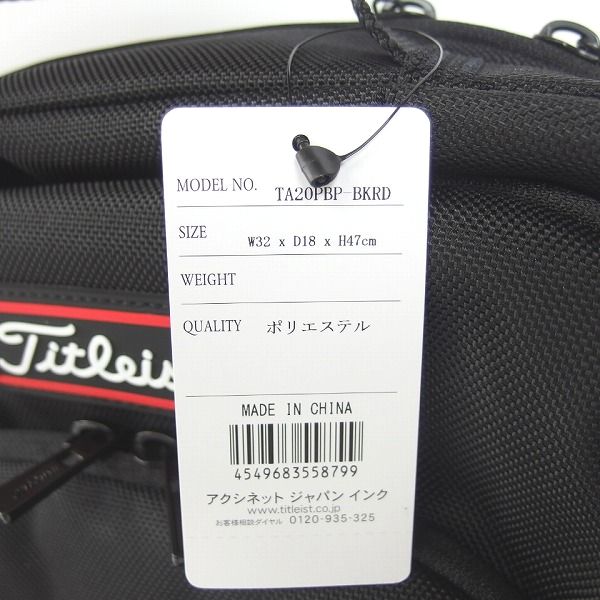 MODEL NO. TA20PBP-BKRD
SIZE W32 x D18 x H47cm
WEIGHT
QUALITY ポリエステル
MADE IN CHINA
4549683558799
アクシネット ジャパン インク
www.titleist.co.jp
お客様相談ダイヤル 0120-935-325
Titleist